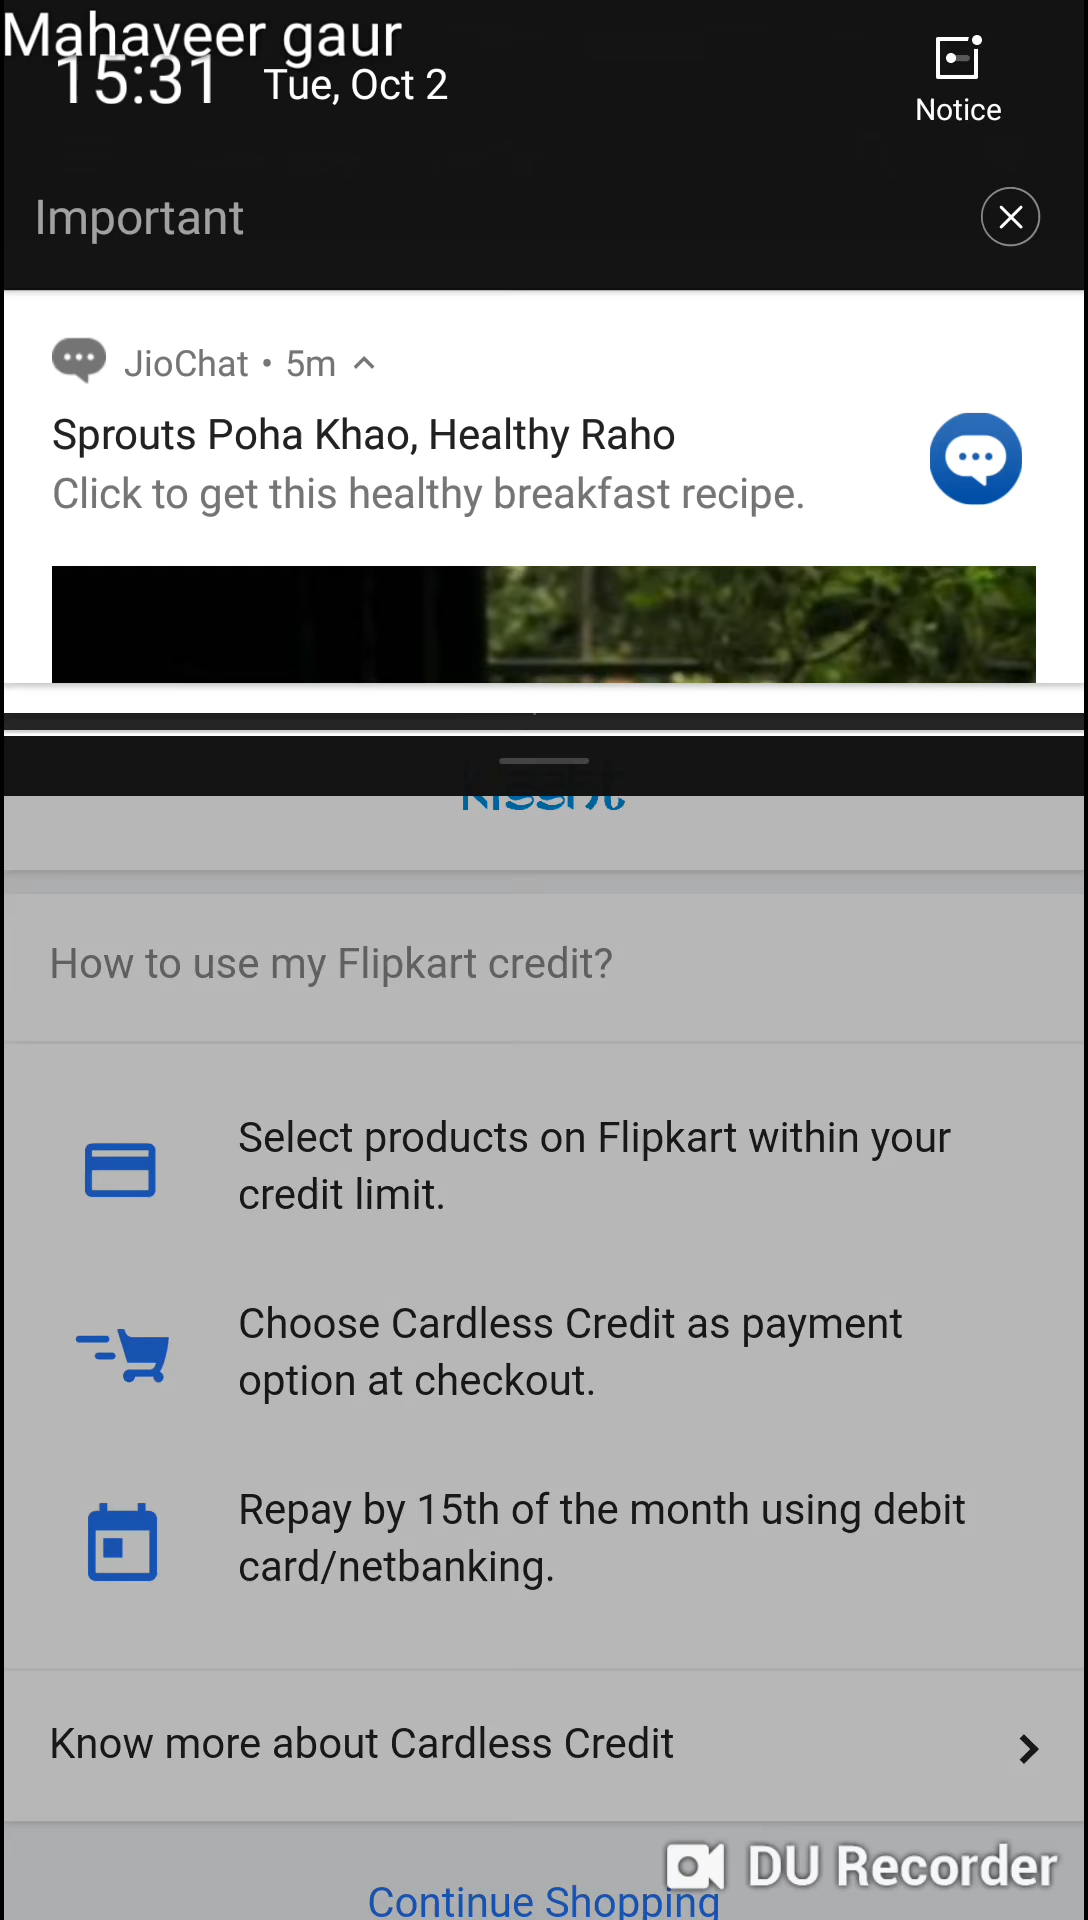 Mahaveer gaur
15:31 Tue, Oct 2
Notice
Important
JioChat • 5m
Sprouts Poha Khao, Healthy Raho
Click to get this healthy breakfast recipe.
How to use my Flipkart credit?
Select products on Flipkart within your
credit limit.
Choose Cardless Credit as payment
option at checkout.
Repay by 15th of the month using debit
card/netbanking.
Know more about Cardless Credit
DU Recorder
Continue Shopping